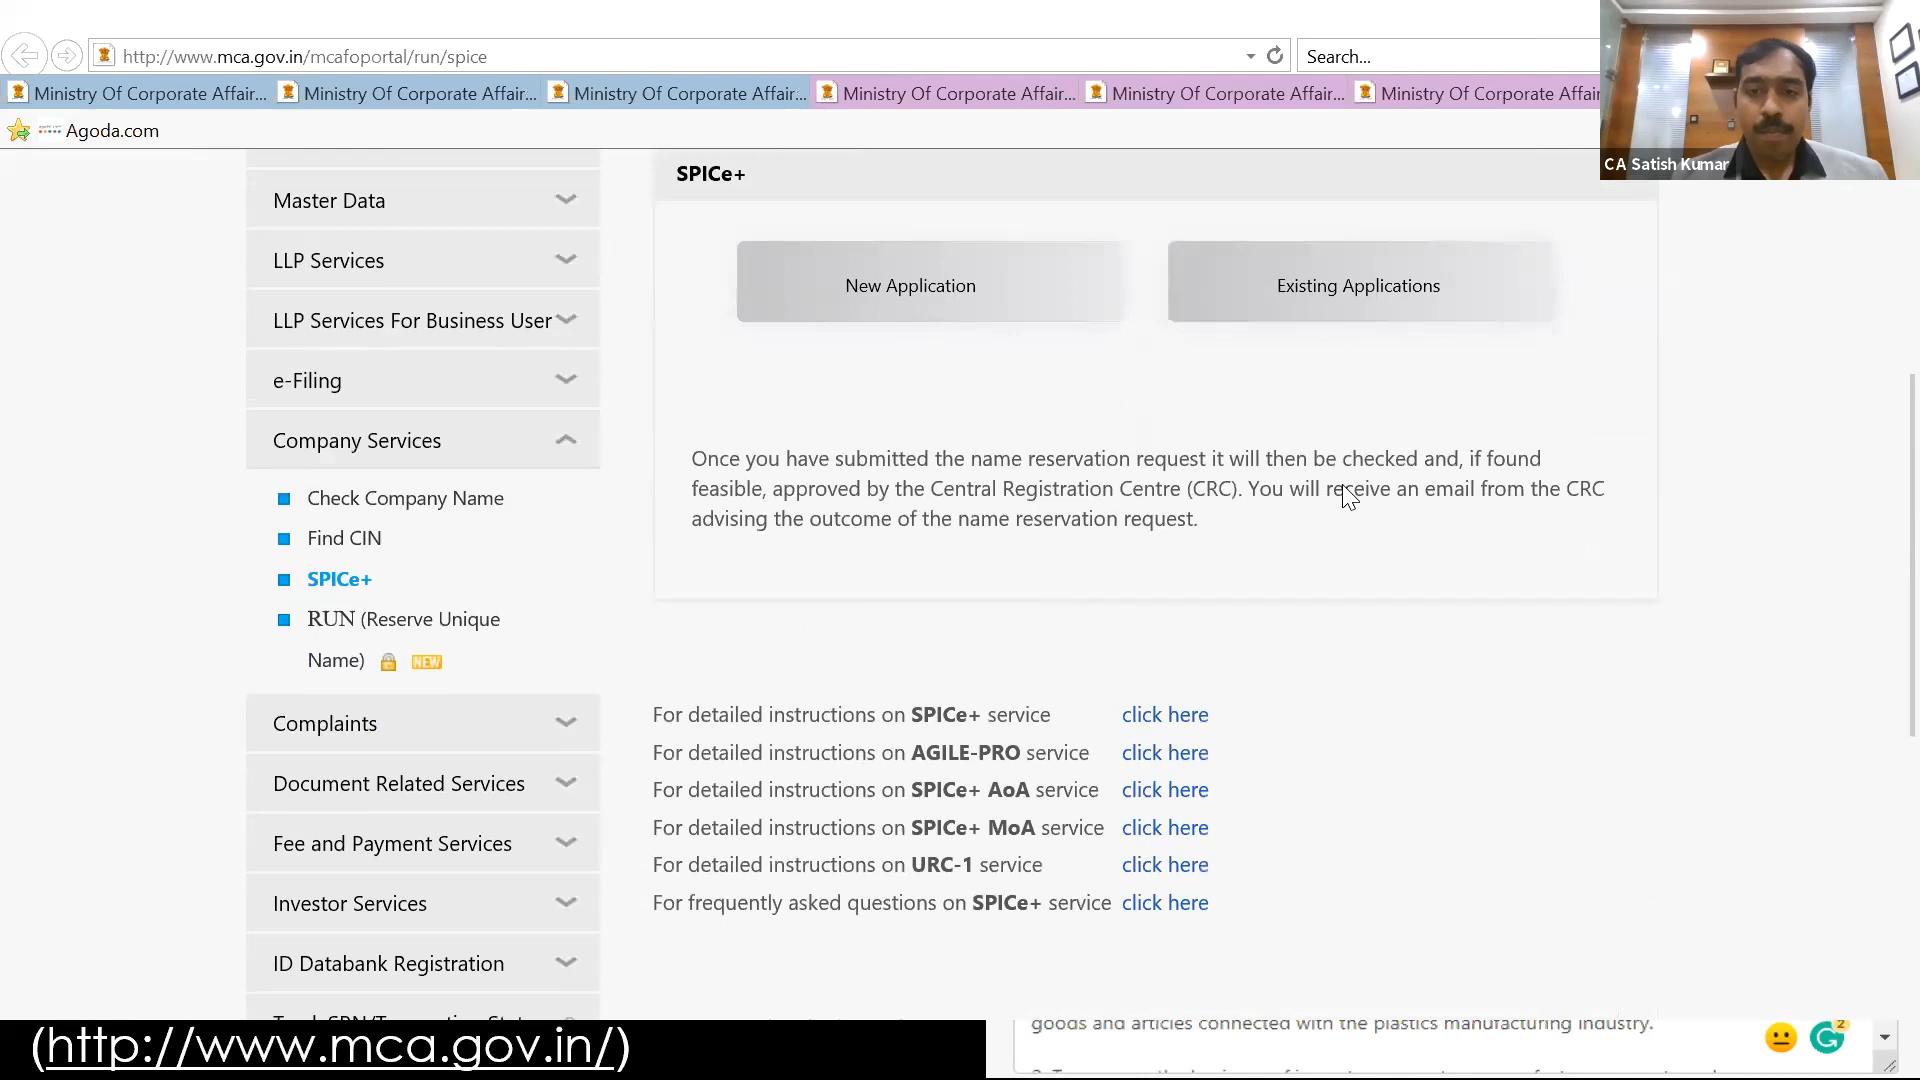 http://www.mca.gov.in/mcafoportal/run/spice
Search...
Ministry Of Corporate Affair...
Ministry Of Corporate Affair...
Ministry Of Corporate Affair...
Ministry Of Corporate Affair...
Ministry Of Corporate Affair...
Ministry Of Corporate Affair
Agoda.com
C A Satish Kumar
Master Data
LLP Services
LLP Services For Business User
e-Filing
Company Services
Check Company Name
Find CIN
SPICe+
RUN (Reserve Unique
Name) NEW
Complaints
Document Related Services
Fee and Payment Services
Investor Services
ID Databank Registration
SPICe+
New Application
Existing Applications
Once you have submitted the name reservation request it will then be checked and, if found
feasible, approved by the Central Registration Centre (CRC). You will receive an email from the CRC
advising the outcome of the name reservation request.
For detailed instructions on SPICe+ service click here
For detailed instructions on AGILE-PRO service click here
For detailed instructions on SPICe+ AoA service click here
For detailed instructions on SPICe+ MoA service click here
For detailed instructions on URC-1 service click here
For frequently asked questions on SPICe+ service click here
(http://www.mca.gov.in/)
goods and articles connected with the plastics manufacturing industry.
2